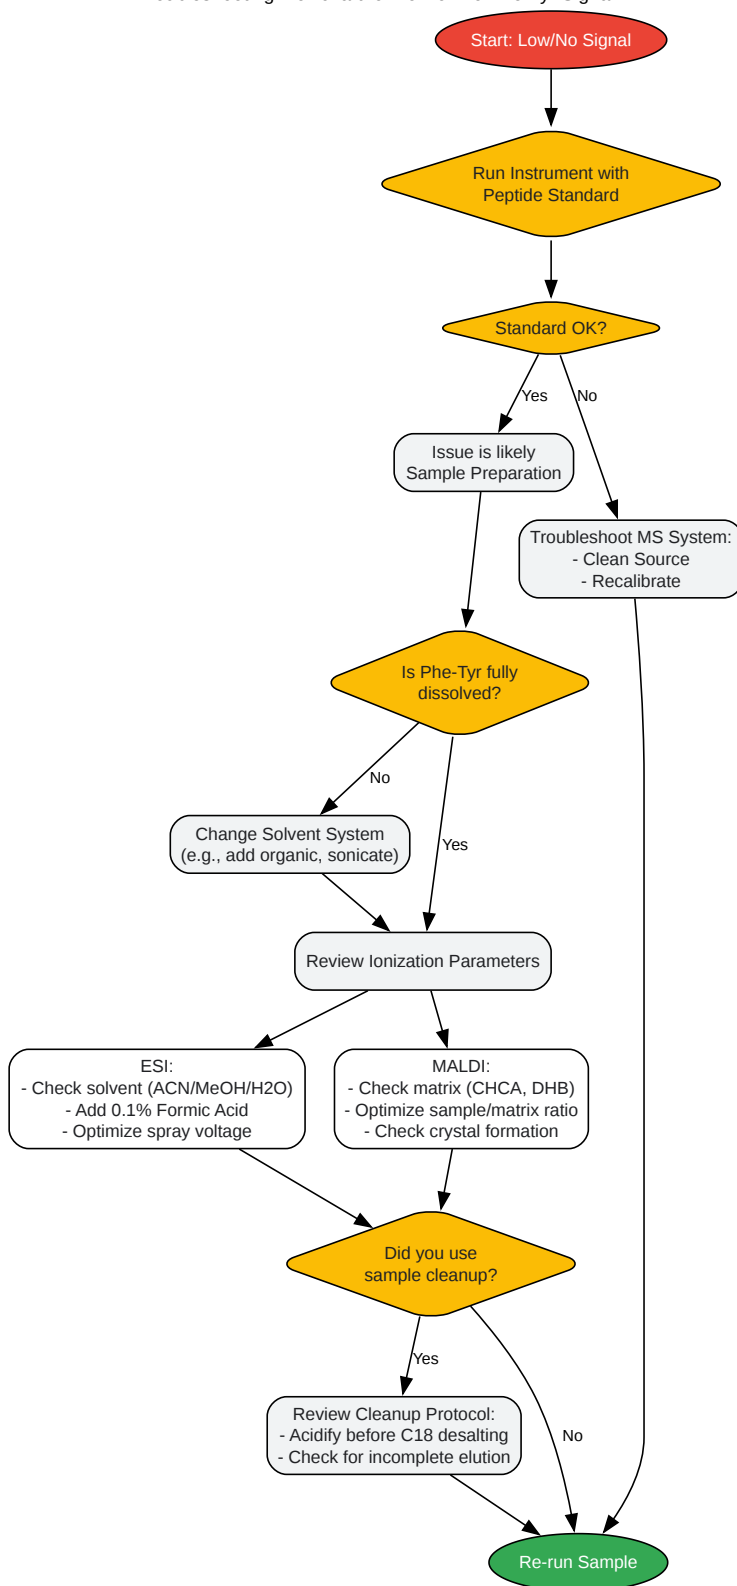 Start: Low/No Signal
Run Instrument with
Peptide Standard
Standard OK?
Yes
No
Issue is likely
Sample Preparation
Troubleshoot MS System:
- Clean Source
- Recalibrate
Is Phe-Tyr fully
dissolved?
No
Change Solvent System
(e.g., add organic, sonicate)
Yes
Review Ionization Parameters
ESI:
- Check solvent (ACN/MeOH/H2O)
- Add 0.1% Formic Acid
- Optimize spray voltage
MALDI:
- Check matrix (CHCA, DHB)
- Optimize sample/matrix ratio
- Check crystal formation
Did you use
sample cleanup?
Yes
Review Cleanup Protocol:
- Acidify before C18 desalting
- Check for incomplete elution
No
Re-run Sample